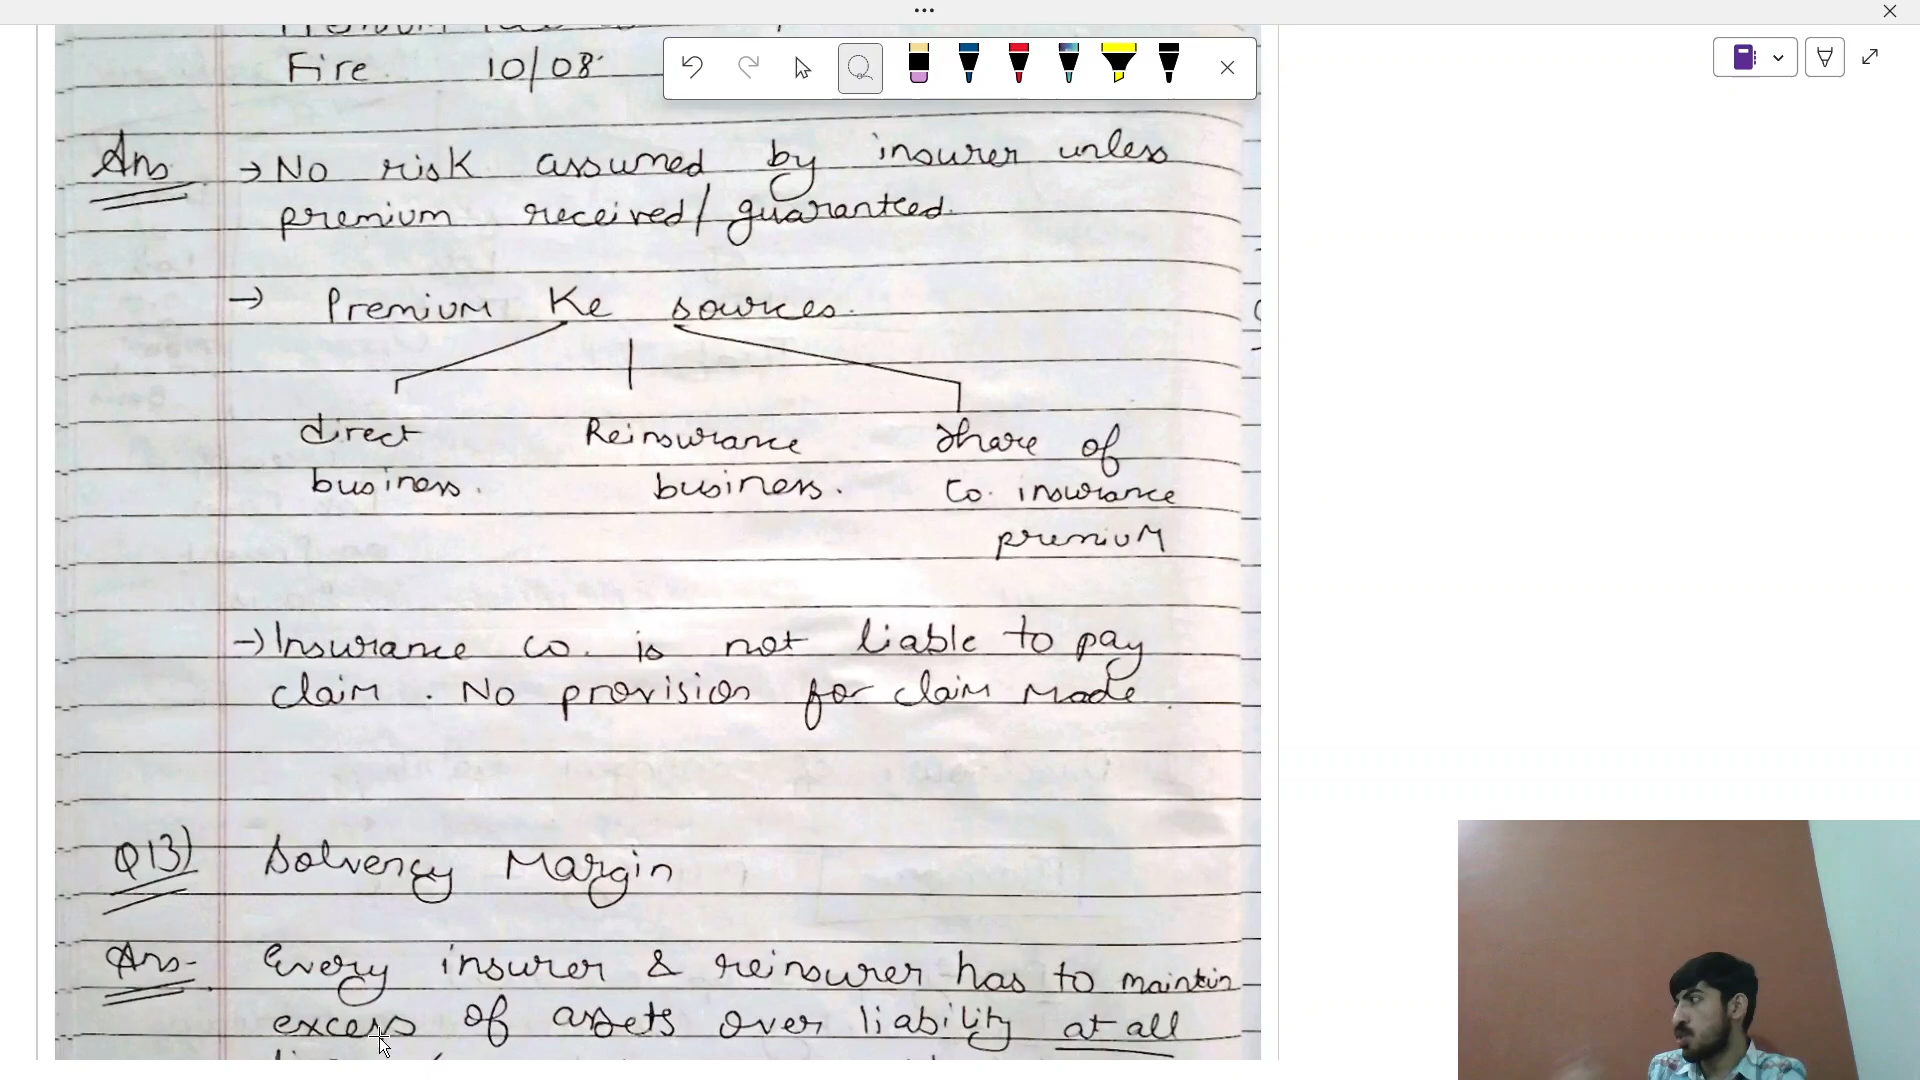 Fire 10/08
Ans → No risk assumed by insurer unless
premium received/guaranteed.
→ Premium Ke sources.
direct Reinsurance Share of
business. business. Co. insurance
premium
→ Insurance co. is not liable to pay
claim. No provision for claim made.
Q13) Solvency Margin
Ans- Every insurer & reinsurer has to maintin
excess of assets over liability at all